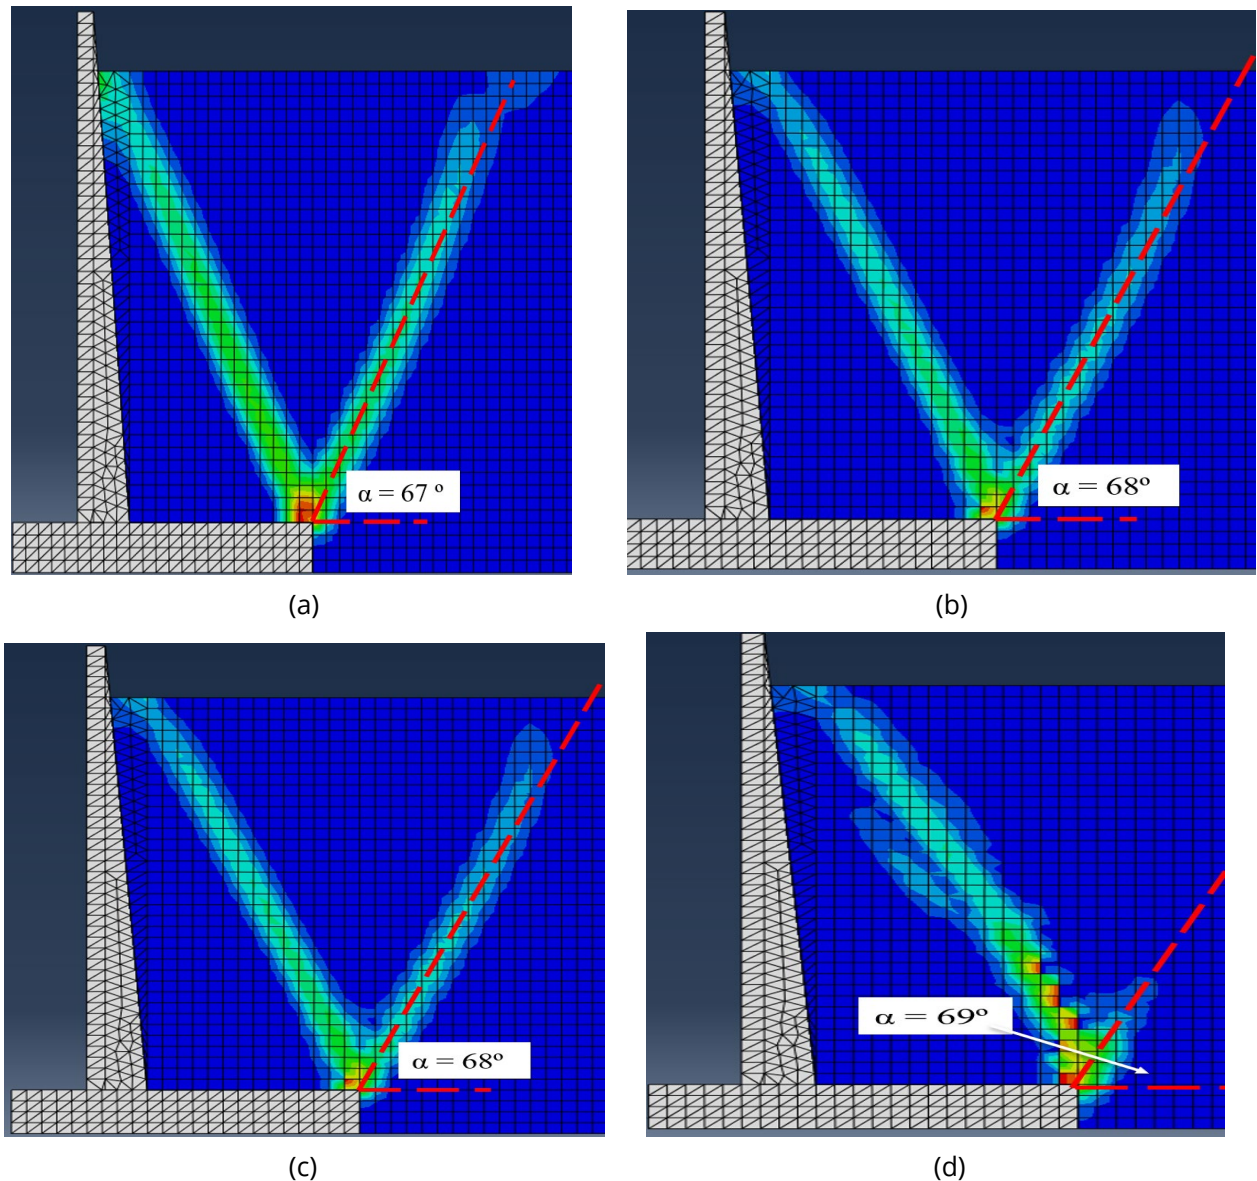 α = 67 º
(a)
α = 68º
(b)
α = 68º
(c)
α = 69º
(d)